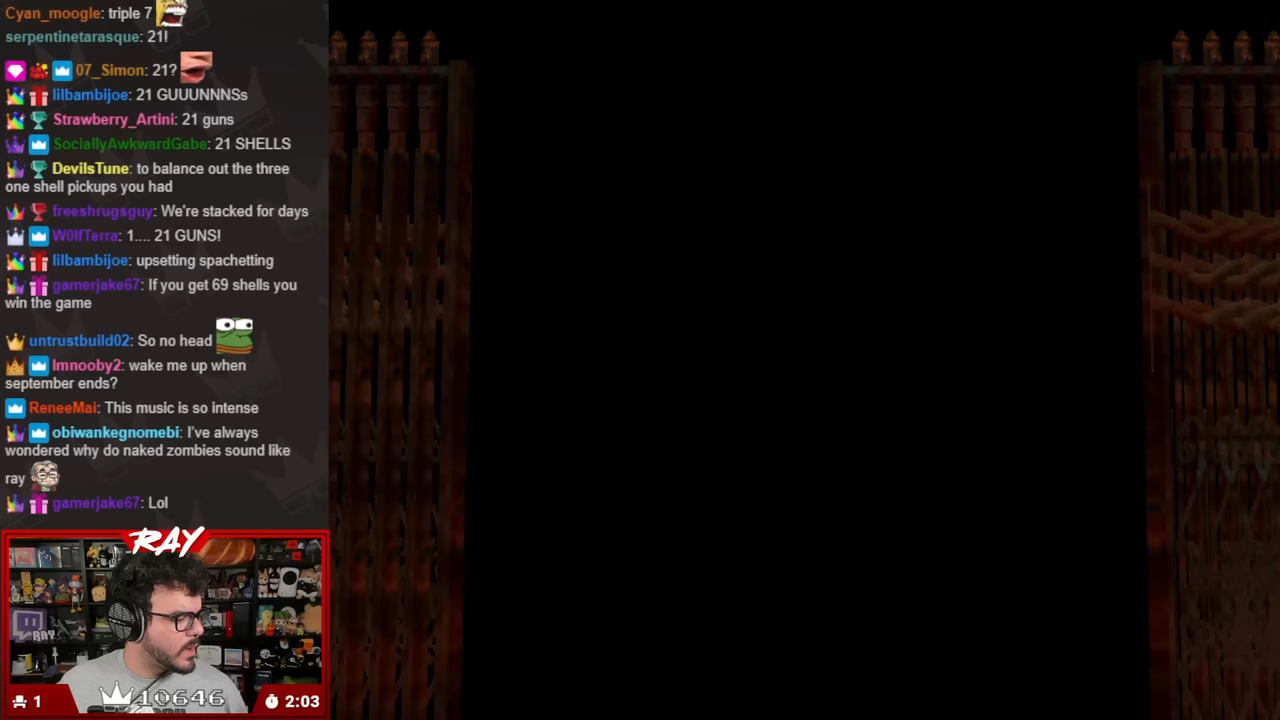 Cyan_moogle: triple 7
serpentinetarasque: 21!
07_Simon: 21?
lilbambijoe: 21 GUUUNNNSs
Strawberry_Artini: 21 guns
SociallyAwkwardGabe: 21 SHELLS
DevilsTune: to balance out the three
one shell pickups you had
freeshrugsguy: We're stacked for days
W0lfTerra: 1.... 21 GUNS!
lilbambijoe: upsetting spachetting
gamerjake67: If you get 69 shells you
win the game
untrustbuild02: So no head
lmnooby2: wake me up when
september ends?
ReneeMai: This music is so intense
obiwankegnomebi: I've always
wondered why do naked zombies sound like
ray
gamerjake67: Lol
RAY
RAY
1
10646
2:03